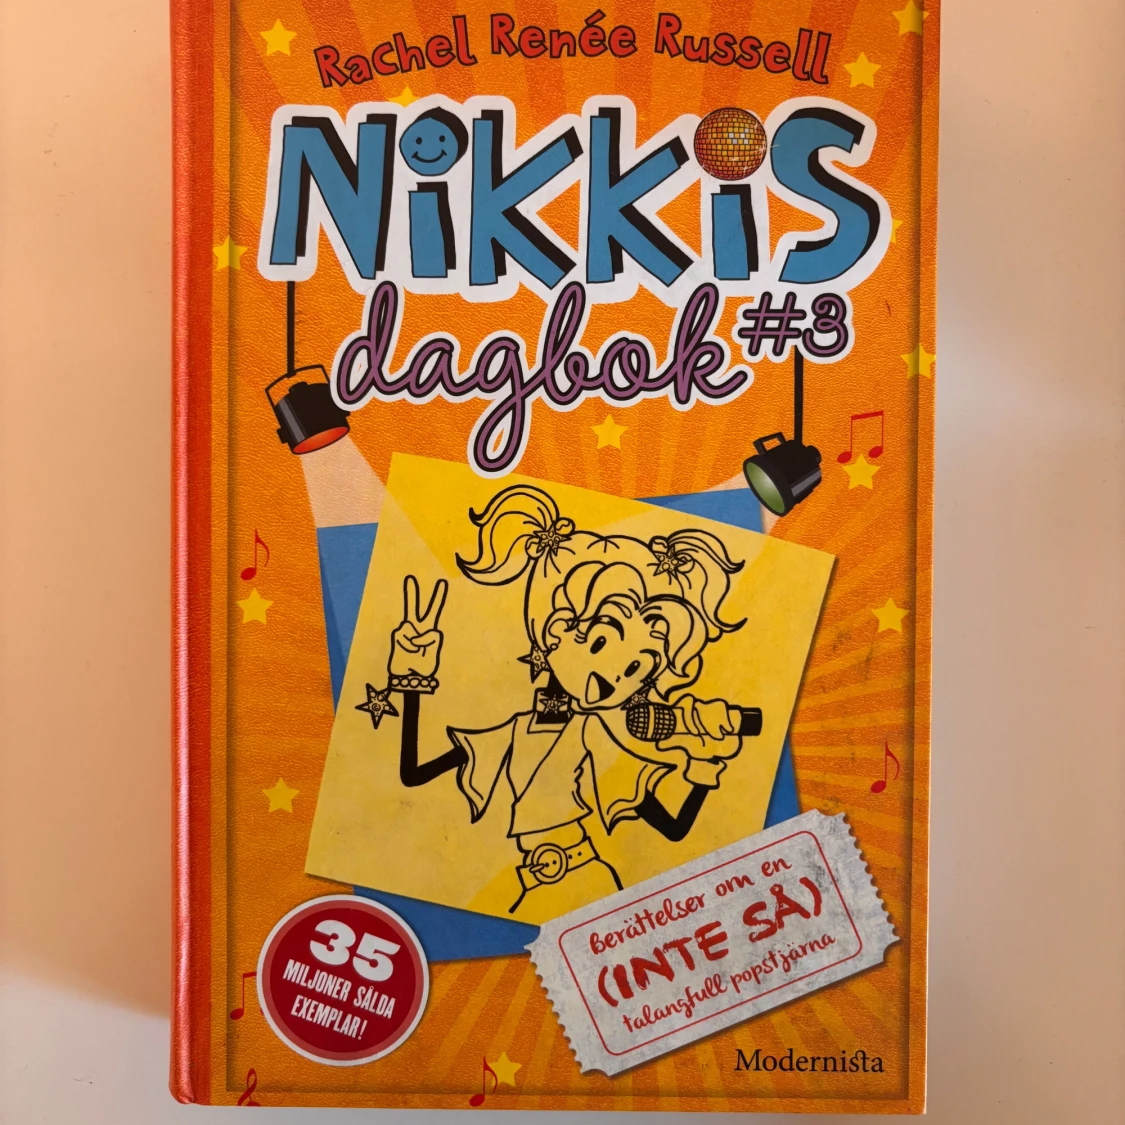 Rachel Renée Russell
NiKKiS
dagbok #3
Berättelser om en
(INTE SÅ)
talangfull popstjärna
35
MILJONER SÅLDA
EXEMPLAR!
Modernista